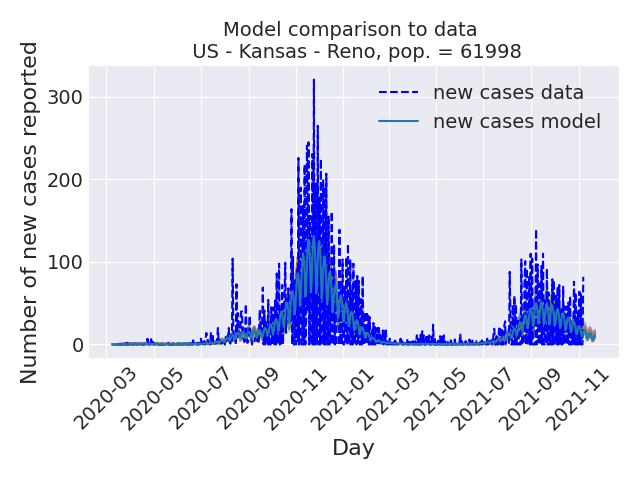 Model comparison to data
US - Kansas - Reno, pop. = 61998
Number of new cases reported
300
200
100
0
new cases data
new cases model
2020-03
2020-05
2020-07
2020-09
2020-11
2021-01
2021-03
2021-05
2021-07
2021-09
2021-11
Day